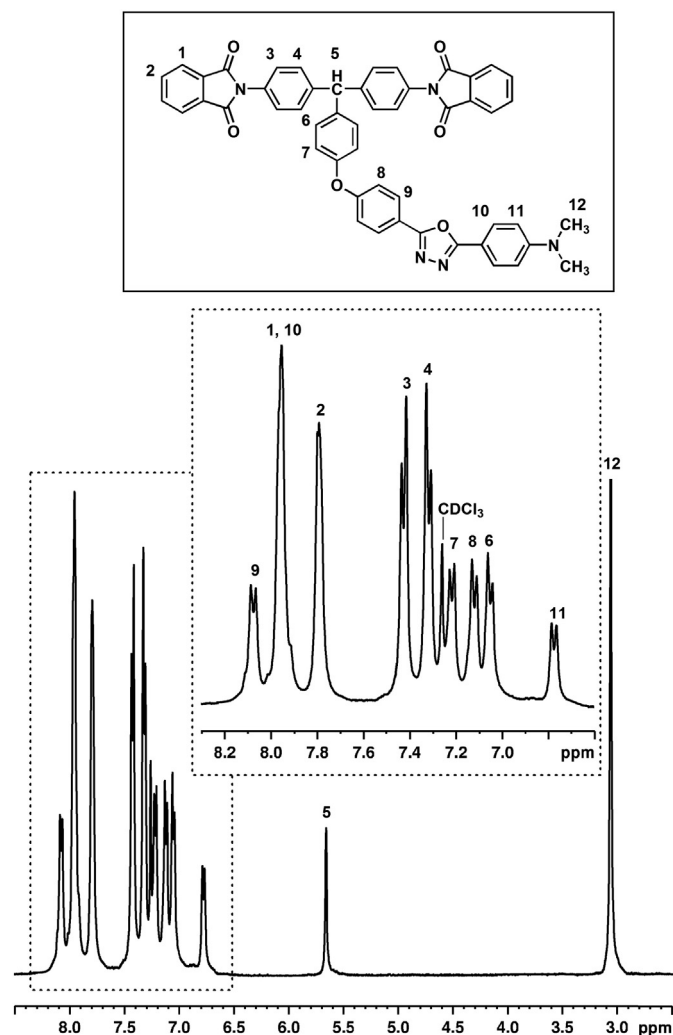 O O O O
1 3 4 5
2 H
N C N
O O 6 O O
7 8
O 9 10 11 12
O CH₃
N
N N CH₃
1, 10
3 4
2
12
CDCl₃
9 7 8 6
11
8.2 8.0 7.8 7.6 7.4 7.2 7.0 ppm
5
8.0 7.5 7.0 6.5 6.0 5.5 5.0 4.5 4.0 3.5 3.0 ppm